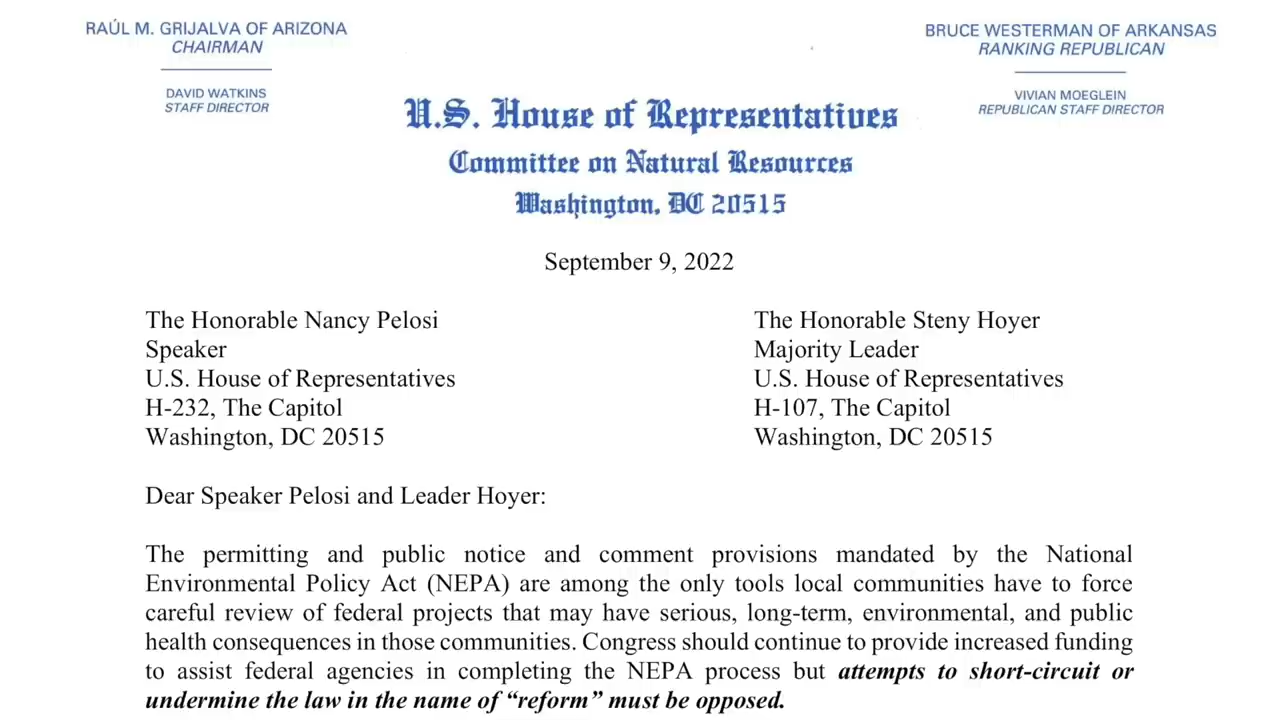 RAÚL M. GRIJALVA OF ARIZONA
CHAIRMAN
DAVID WATKINS
STAFF DIRECTOR
BRUCE WESTERMAN OF ARKANSAS
RANKING REPUBLICAN
VIVIAN MOEGLEIN
REPUBLICAN STAFF DIRECTOR
U.S. House of Representatives
Committee on Natural Resources
Washington, DC 20515
September 9, 2022
The Honorable Nancy Pelosi
Speaker
U.S. House of Representatives
H-232, The Capitol
Washington, DC 20515
The Honorable Steny Hoyer
Majority Leader
U.S. House of Representatives
H-107, The Capitol
Washington, DC 20515
Dear Speaker Pelosi and Leader Hoyer:
The permitting and public notice and comment provisions mandated by the National
Environmental Policy Act (NEPA) are among the only tools local communities have to force
careful review of federal projects that may have serious, long-term, environmental, and public
health consequences in those communities. Congress should continue to provide increased funding
to assist federal agencies in completing the NEPA process but attempts to short-circuit or
undermine the law in the name of “reform” must be opposed.